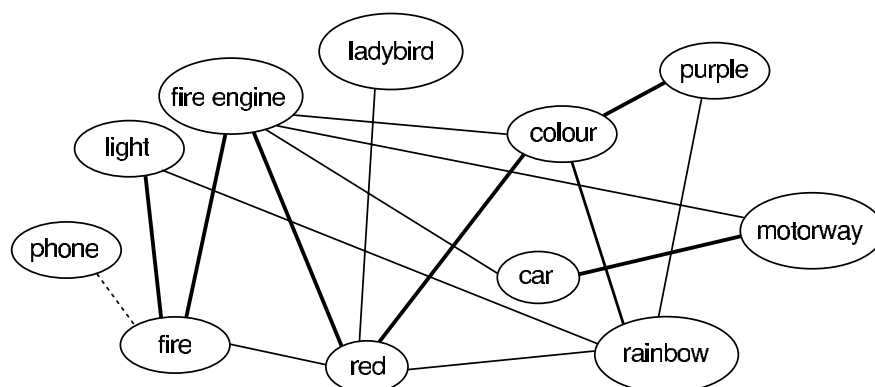 ladybird
purple
fire engine
colour
light
motorway
phone
car
fire
red
rainbow